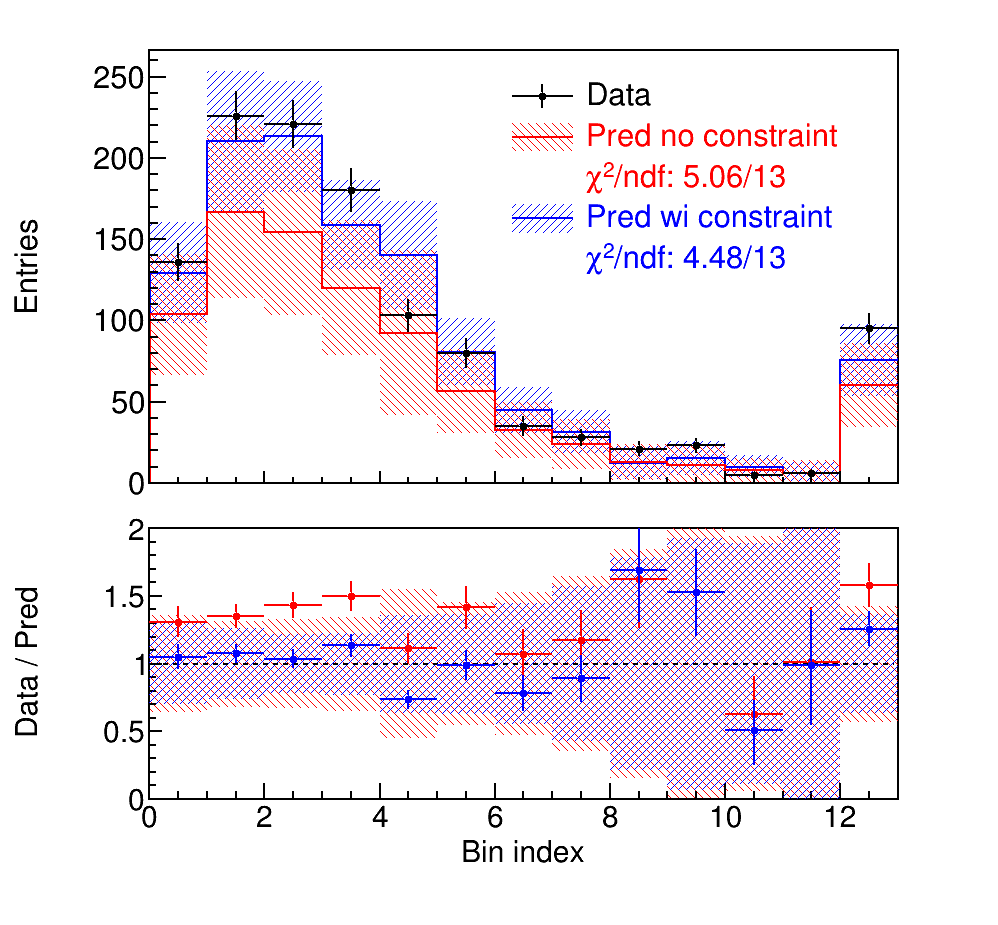 250
200
150
100
50
0
Entries
Data
Pred no constraint
χ²/ndf: 5.06/13
Pred wi constraint
χ²/ndf: 4.48/13
2
1.5
1
0.5
0
Data / Pred
0 2 4 6 8 10 12
Bin index